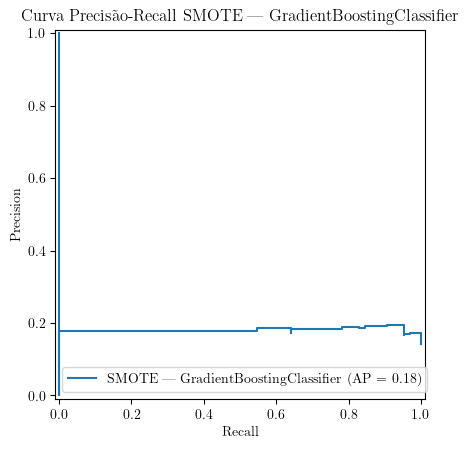 Curva Precisão-Recall SMOTE — GradientBoostingClassifier
1.0
0.8
0.6
0.4
0.2
0.0
Precision
SMOTE — GradientBoostingClassifier (AP = 0.18)
0.0 0.2 0.4 0.6 0.8 1.0
Recall